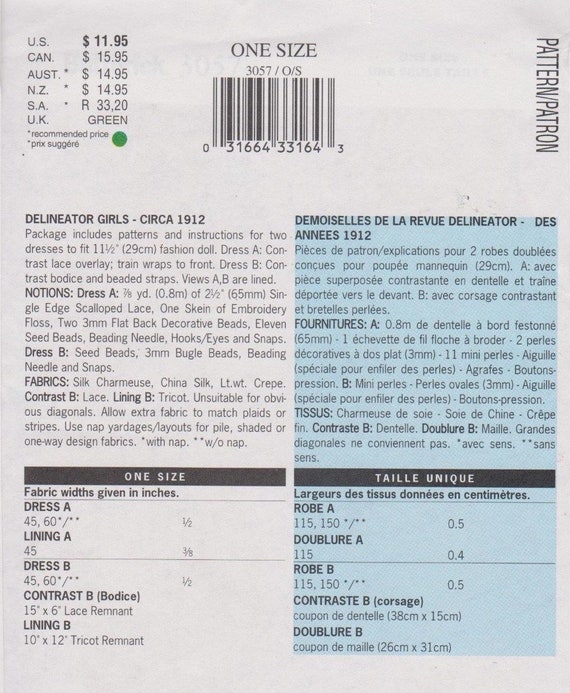 U.S. $ 11.95
CAN. $ 15.95
AUST. * $ 14.95
N.Z. * $ 14.95
S.A. * R 33,20
U.K. GREEN
*recommended price
*prix suggéré
ONE SIZE
3057 / O/S
0 31664 33164 3
PATTERN/PATRON
DELINEATOR GIRLS - CIRCA 1912
Package includes patterns and instructions for two
dresses to fit 11½" (29cm) fashion doll. Dress A: Con-
trast lace overlay; train wraps to front. Dress B: Con-
trast bodice and beaded straps. Views A,B are lined.
NOTIONS: Dress A: ⅞ yd. (0.8m) of 2½" (65mm) Sin-
gle Edge Scalloped Lace, One Skein of Embroidery
Floss, Two 3mm Flat Back Decorative Beads, Eleven
Seed Beads, Beading Needle, Hooks/Eyes and Snaps.
Dress B: Seed Beads, 3mm Bugle Beads, Beading
Needle and Snaps.
FABRICS: Silk Charmeuse, China Silk, Lt.wt. Crepe.
Contrast B: Lace. Lining B: Tricot. Unsuitable for obvi-
ous diagonals. Allow extra fabric to match plaids or
stripes. Use nap yardages/layouts for pile, shaded or
one-way design fabrics. *with nap. **w/o nap.
ONE SIZE
Fabric widths given in inches.
DRESS A
45, 60*/** ½
LINING A
45 ⅜
DRESS B
45, 60*/** ½
CONTRAST B (Bodice)
15" x 6" Lace Remnant
LINING B
10" x 12" Tricot Remnant
DEMOISELLES DE LA REVUE DELINEATOR - DES
ANNEES 1912
Pièces de patron/explications pour 2 robes doublées
conçues pour poupée mannequin (29cm). A: avec
pièce superposée contrastante en dentelle et traîne
déportée vers le devant. B: avec corsage contrastant
et bretelles perlées.
FOURNITURES: A: 0.8m de dentelle à bord festonné
(65mm) - 1 échevette de fil floche à broder - 2 perles
décoratives à dos plat (3mm) - 11 mini perles - Aiguille
(spéciale pour enfiler des perles) - Agrafes - Boutons-
pression. B: Mini perles - Perles ovales (3mm) - Aiguille
(spéciale pour enfiler des perles) - Boutons-pression.
TISSUS: Charmeuse de soie - Soie de Chine - Crêpe
fin. Contraste B: Dentelle. Doublure B: Maille. Grandes
diagonales ne conviennent pas. *avec sens. **sans
sens.
TAILLE UNIQUE
Largeurs des tissus données en centimètres.
ROBE A
115, 150 */** 0.5
DOUBLURE A
115 0.4
ROBE B
115, 150 */** 0.5
CONTRASTE B (corsage)
coupon de dentelle (38cm x 15cm)
DOUBLURE B
coupon de maille (26cm x 31cm)